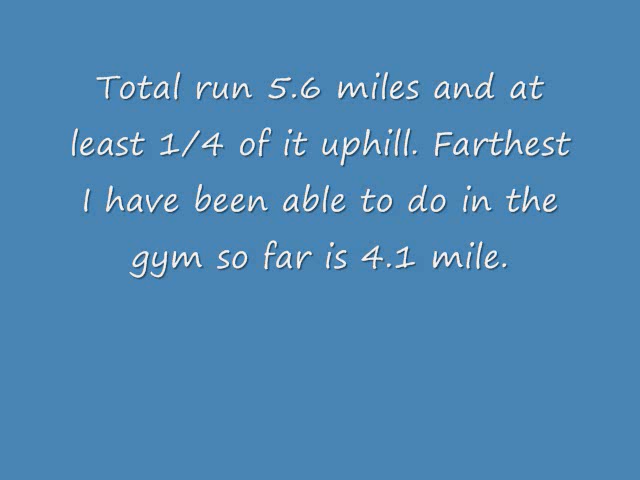 Total run 5.6 miles and at
least 1/4 of it uphill. Farthest
I have been able to do in the
gym so far is 4.1 mile.